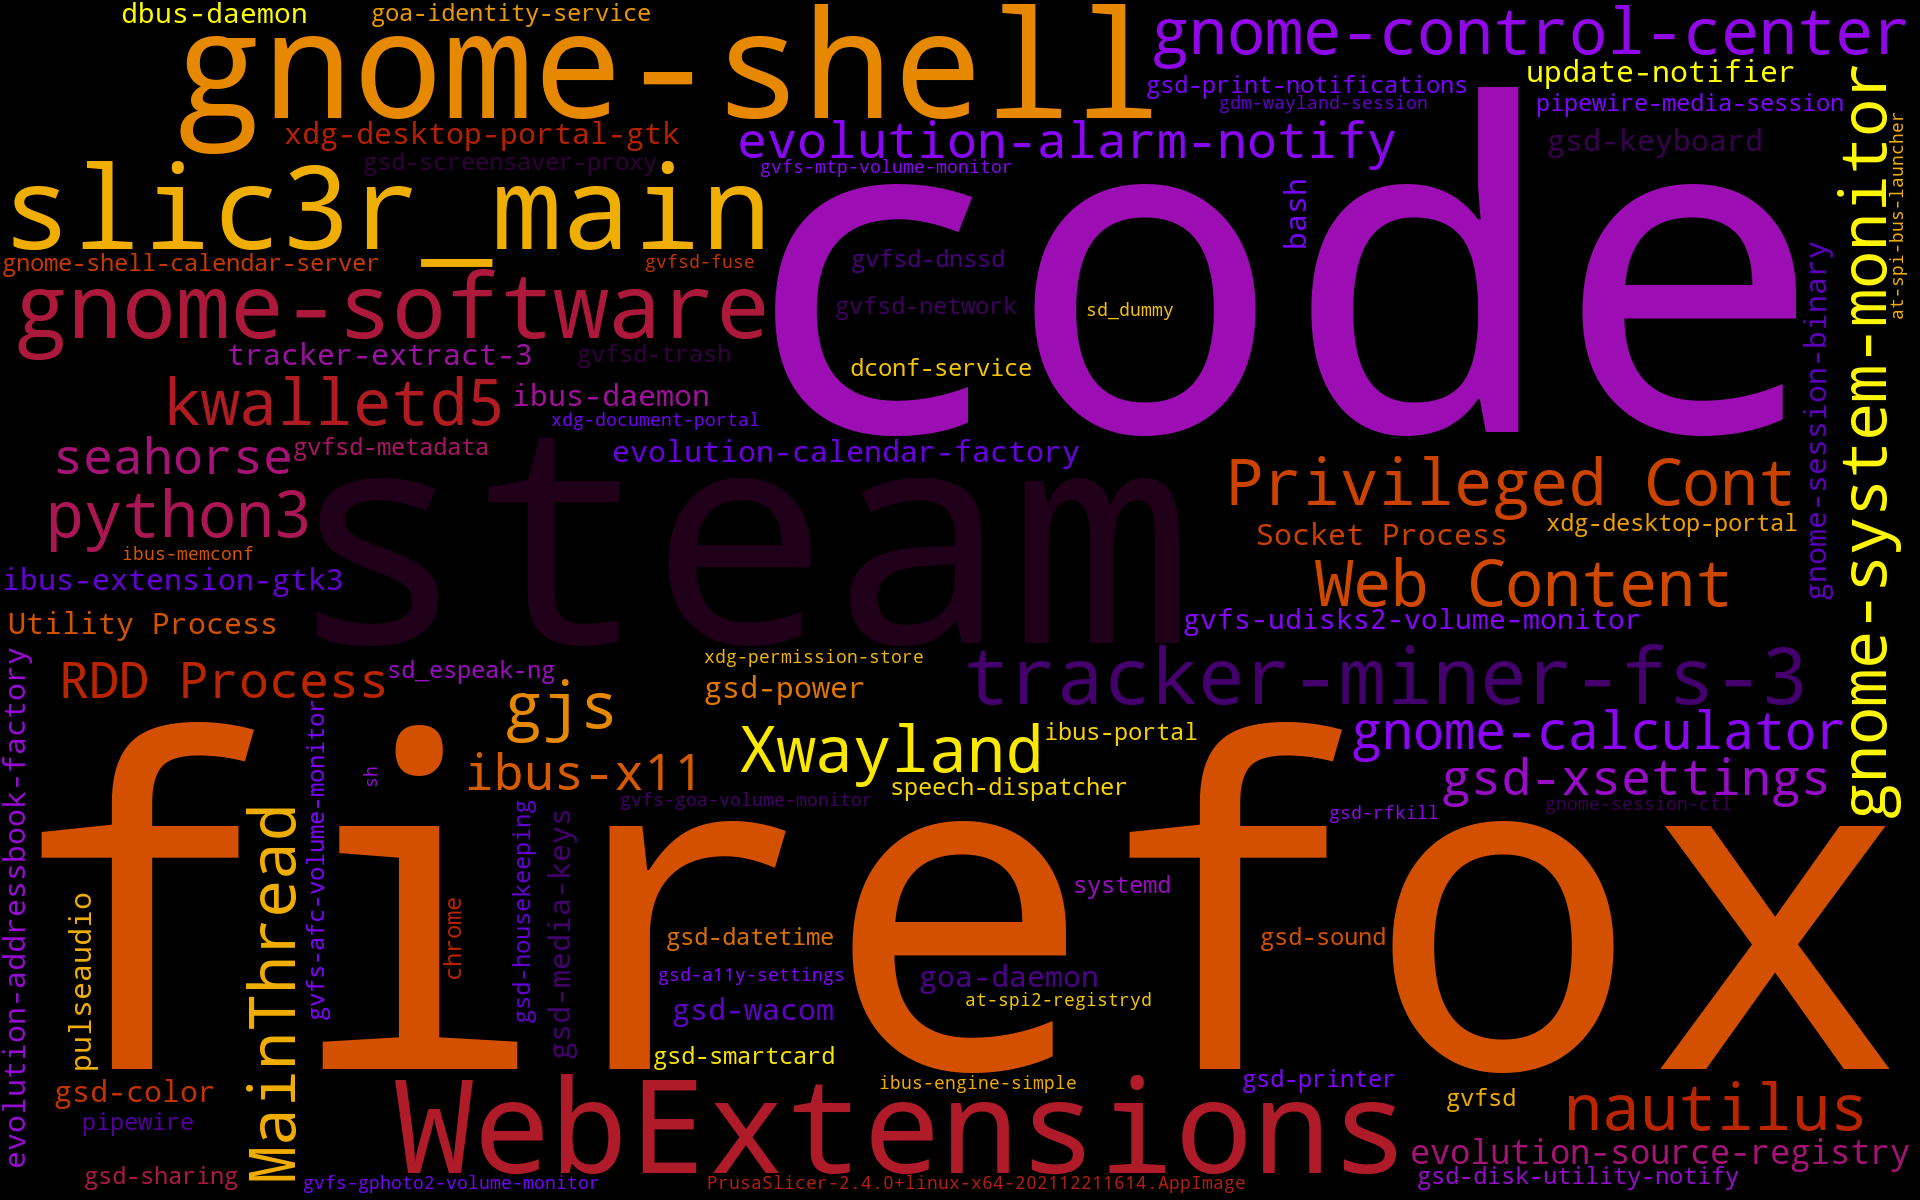 dbus-daemon
goa-identity-service
gnome-shell
gnome-control-center
gsd-print-notifications
update-notifier
gdm-wayland-session
pipewire-media-session
xdg-desktop-portal-gtk
evolution-alarm-notify
gsd-keyboard
gsd-screensaver-proxy
gvfs-mtp-volume-monitor
at-spi-bus-launcher
slic3r_main
bash
code
gnome-system-monitor
gnome-shell-calendar-server
gvfsd-fuse
gvfsd-dnssd
gnome-software
gvfsd-network
sd_dummy
tracker-extract-3
gvfsd-trash
dconf-service
kwalletd5
ibus-daemon
xdg-document-portal
gnome-session-binary
seahorse
gvfsd-metadata
evolution-calendar-factory
Privileged Cont
python3
steam
Socket Process
xdg-desktop-portal
ibus-memconf
ibus-extension-gtk3
Web Content
Utility Process
gvfs-udisks2-volume-monitor
RDD Process
sd_espeak-ng
xdg-permission-store
gsd-power
tracker-miner-fs-3
gjs
Xwayland
ibus-portal
gnome-calculator
ibus-x11
sh
speech-dispatcher
gsd-xsettings
gvfs-goa-volume-monitor
gsd-rfkill
gnome-session-ctl
evolution-addressbook-factory
gvfs-afc-volume-monitor
firefox
MainThread
pulseaudio
chrome
gsd-housekeeping
gsd-media-keys
systemd
gsd-datetime
gsd-sound
gsd-a11y-settings
goa-daemon
at-spi2-registryd
gsd-wacom
gsd-smartcard
gsd-color
ibus-engine-simple
gsd-printer
gvfsd
pipewire
WebExtensions
nautilus
evolution-source-registry
gsd-sharing
gvfs-gphoto2-volume-monitor
PrusaSlicer-2.4.0+linux-x64-202112211614.AppImage
gsd-disk-utility-notify